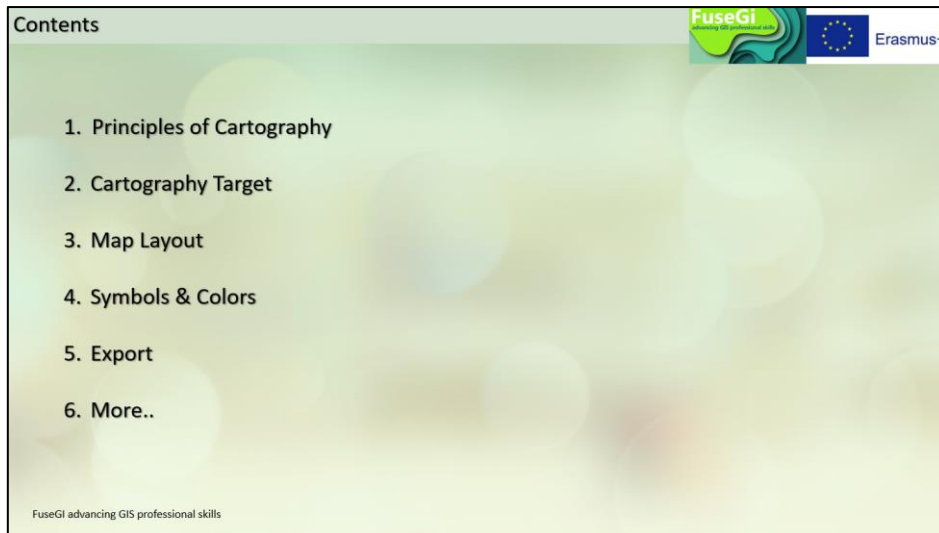 Contents
FuseGi
advancing GIS professional skills
Erasmus+
1. Principles of Cartography
2. Cartography Target
3. Map Layout
4. Symbols & Colors
5. Export
6. More..
FuseGI advancing GIS professional skills